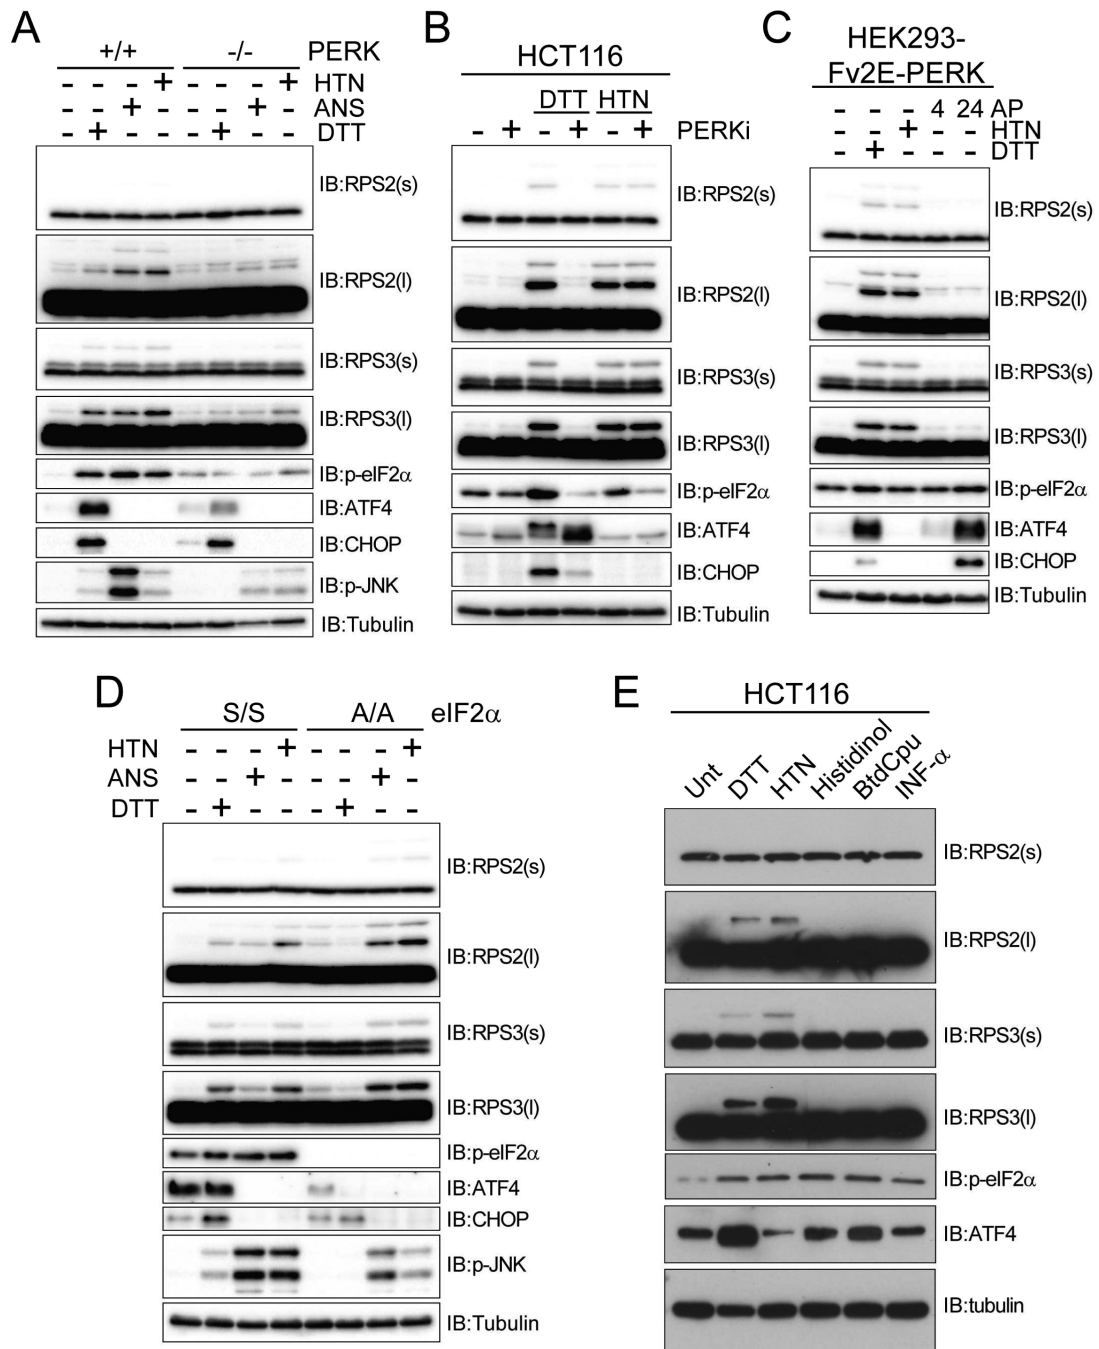 A
+/+ -/- PERK
- - - + - - - + HTN
- - + - - - + - ANS
- + - - - + - - DTT
IB:RPS2(s)
IB:RPS2(l)
IB:RPS3(s)
IB:RPS3(l)
IB:p-eIF2α
IB:ATF4
IB:CHOP
IB:p-JNK
IB:Tubulin
B
HCT116
DTT HTN
- + - + - + PERKi
IB:RPS2(s)
IB:RPS2(l)
IB:RPS3(s)
IB:RPS3(l)
IB:p-eIF2α
IB:ATF4
IB:CHOP
IB:Tubulin
C
HEK293-
Fv2E-PERK
- - - 4 24 AP
- - + - - HTN
- + - - - DTT
IB:RPS2(s)
IB:RPS2(l)
IB:RPS3(s)
IB:RPS3(l)
IB:p-eIF2α
IB:ATF4
IB:CHOP
IB:Tubulin
D
S/S A/A eIF2α
HTN - - - + - - - +
ANS - - + - - - + -
DTT - + - - - + - -
IB:RPS2(s)
IB:RPS2(l)
IB:RPS3(s)
IB:RPS3(l)
IB:p-eIF2α
IB:ATF4
IB:CHOP
IB:p-JNK
IB:Tubulin
E
HCT116
Unt DTT HTN Histidinol BtdCpu INF-α
IB:RPS2(s)
IB:RPS2(l)
IB:RPS3(s)
IB:RPS3(l)
IB:p-eIF2α
IB:ATF4
IB:tubulin